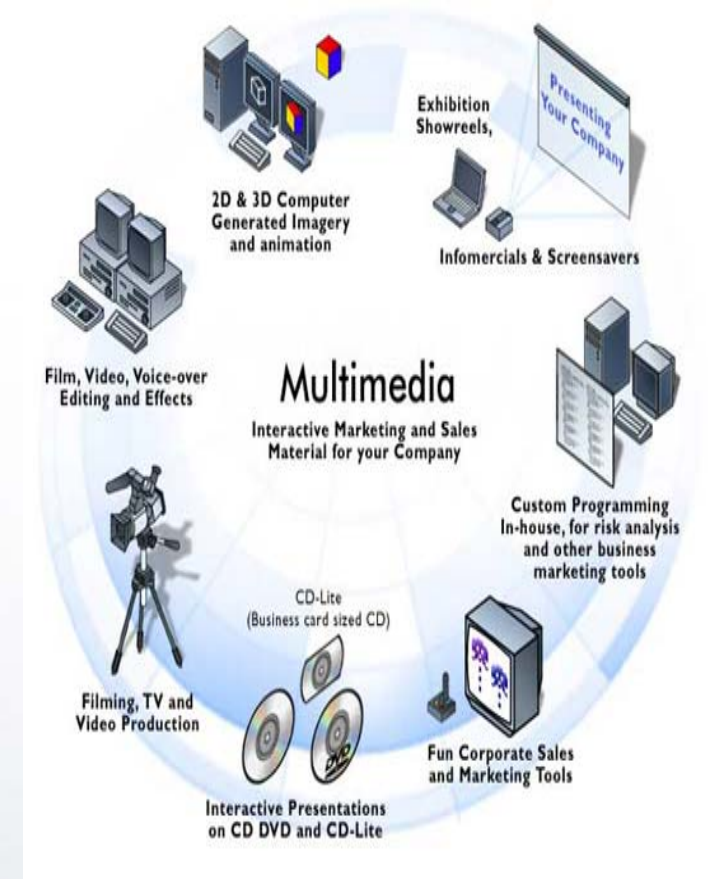 Exhibition
Showreels,
Presenting
Your Company
2D & 3D Computer
Generated Imagery
and animation
Infomercials & Screensavers
Film, Video, Voice-over
Editing and Effects
Multimedia
Interactive Marketing and Sales
Material for your Company
Custom Programming
In-house, for risk analysis
and other business
marketing tools
CD-Lite
(Business card sized CD)
Filming, TV and
Video Production
DVD
Fun Corporate Sales
and Marketing Tools
Interactive Presentations
on CD DVD and CD-Lite